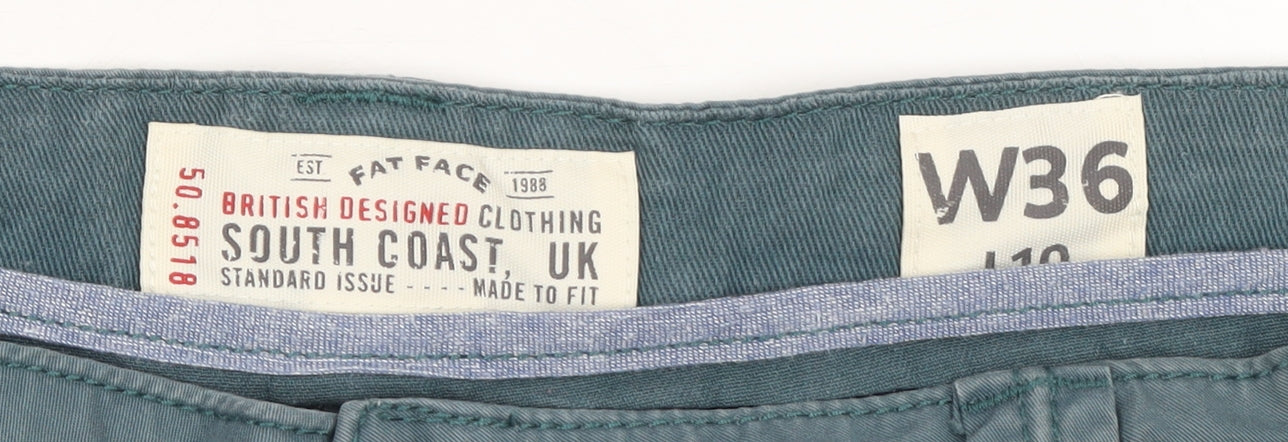 EST. FAT FACE 1988
BRITISH DESIGNED CLOTHING
SOUTH COAST, UK
STANDARD ISSUE - - - - MADE TO FIT
50.8518
W36